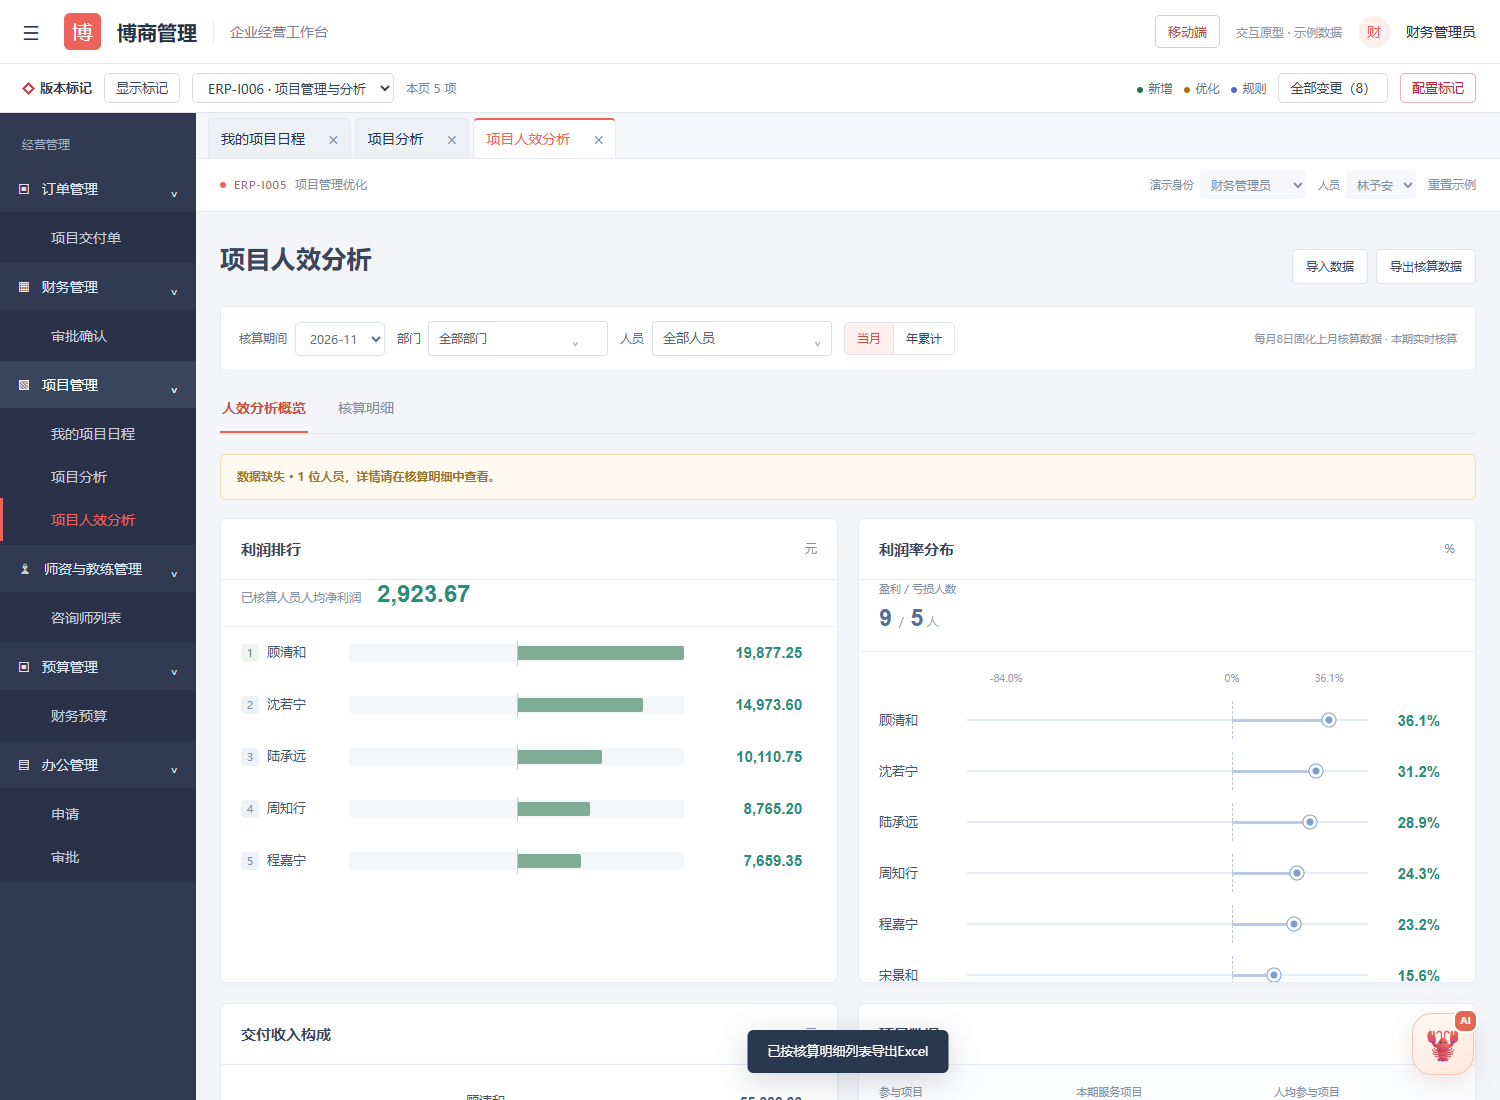 ☰ 博 博商管理 企业经营工作台 移动端 交互原型 · 示例数据 财 财务管理员
版本标记 显示标记 ERP-I006 · 项目管理与分析 本页 5 项 新增 优化 规则 全部变更（8） 配置标记
经营管理
订单管理
项目交付单
财务管理
审批确认
项目管理
我的项目日程
项目分析
项目人效分析
师资与教练管理
咨询师列表
预算管理
财务预算
办公管理
申请
审批
我的项目日程 × 项目分析 × 项目人效分析 ×
ERP-I005 项目管理优化 演示身份 财务管理员 人员 林予安 重置示例
项目人效分析 导入数据 导出核算数据
核算期间 2026-11 部门 全部部门 人员 全部人员 当月 年累计 每月8日固化上月核算数据 · 本期实时核算
人效分析概览 核算明细
数据缺失 · 1 位人员，详情请在核算明细中查看。
利润排行 元
已核算人员人均净利润 2,923.67
1 顾清和 19,877.25
2 沈若宁 14,973.60
3 陆承远 10,110.75
4 周知行 8,765.20
5 程嘉宁 7,659.35
利润率分布 %
盈利 / 亏损人数
9 / 5 人
-84.0% 0% 36.1%
顾清和 36.1%
沈若宁 31.2%
陆承远 28.9%
周知行 24.3%
程嘉宁 23.2%
宋景和 15.6%
交付收入构成
顾清和
已按核算明细列表导出Excel
AI
参与项目 本期服务项目 人均参与项目